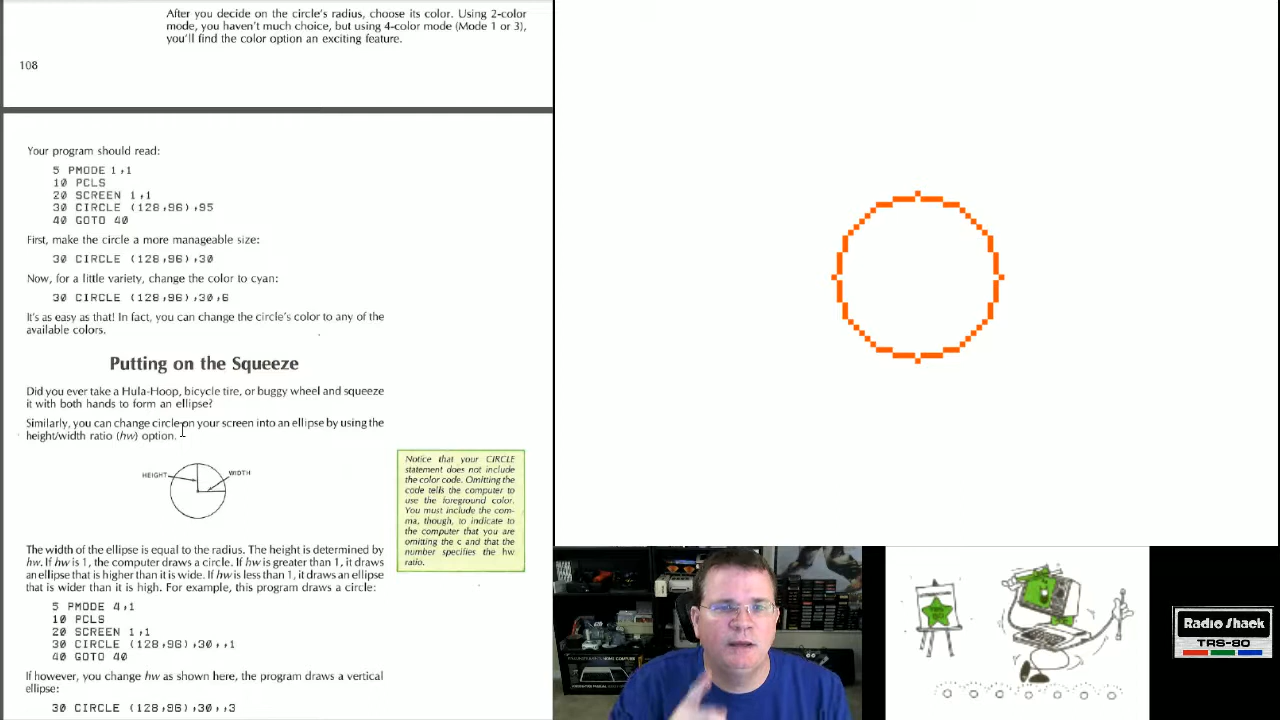 After you decide on the circle's radius, choose its color. Using 2-color
mode, you haven't much choice, but using 4-color mode (Mode 1 or 3),
you'll find the color option an exciting feature.
108
Your program should read:
5 PMODE 1,1
10 PCLS
20 SCREEN 1,1
30 CIRCLE (128,96),95
40 GOTO 40
First, make the circle a more manageable size:
30 CIRCLE (128,96),30
Now, for a little variety, change the color to cyan:
30 CIRCLE (128,96),30,6
It's as easy as that! In fact, you can change the circle's color to any of the
available colors.
Putting on the Squeeze
Did you ever take a Hula-Hoop, bicycle tire, or buggy wheel and squeeze
it with both hands to form an ellipse?
Similarly, you can change circle on your screen into an ellipse by using the
height/width ratio (hw) option.
HEIGHT
WIDTH
Notice that your CIRCLE
statement does not include
the color code. Omitting the
code tells the computer to
use the foreground color.
You must include the com-
ma, though, to indicate to
the computer that you are
omitting the c and that the
number specifies the hw
ratio.
The width of the ellipse is equal to the radius. The height is determined by
hw. If hw is 1, the computer draws a circle. If hw is greater than 1, it draws
an ellipse that is higher than it is wide. If hw is less than 1, it draws an ellipse
that is wider than it is high. For example, this program draws a circle:
5 PMODE 4,1
10 PCLS
20 SCREEN 1,1
30 CIRCLE (128,96),30,,1
40 GOTO 40
If however, you change hw as shown here, the program draws a vertical
ellipse:
30 CIRCLE (128,96),30,,3
Radio Shack
TRS-80